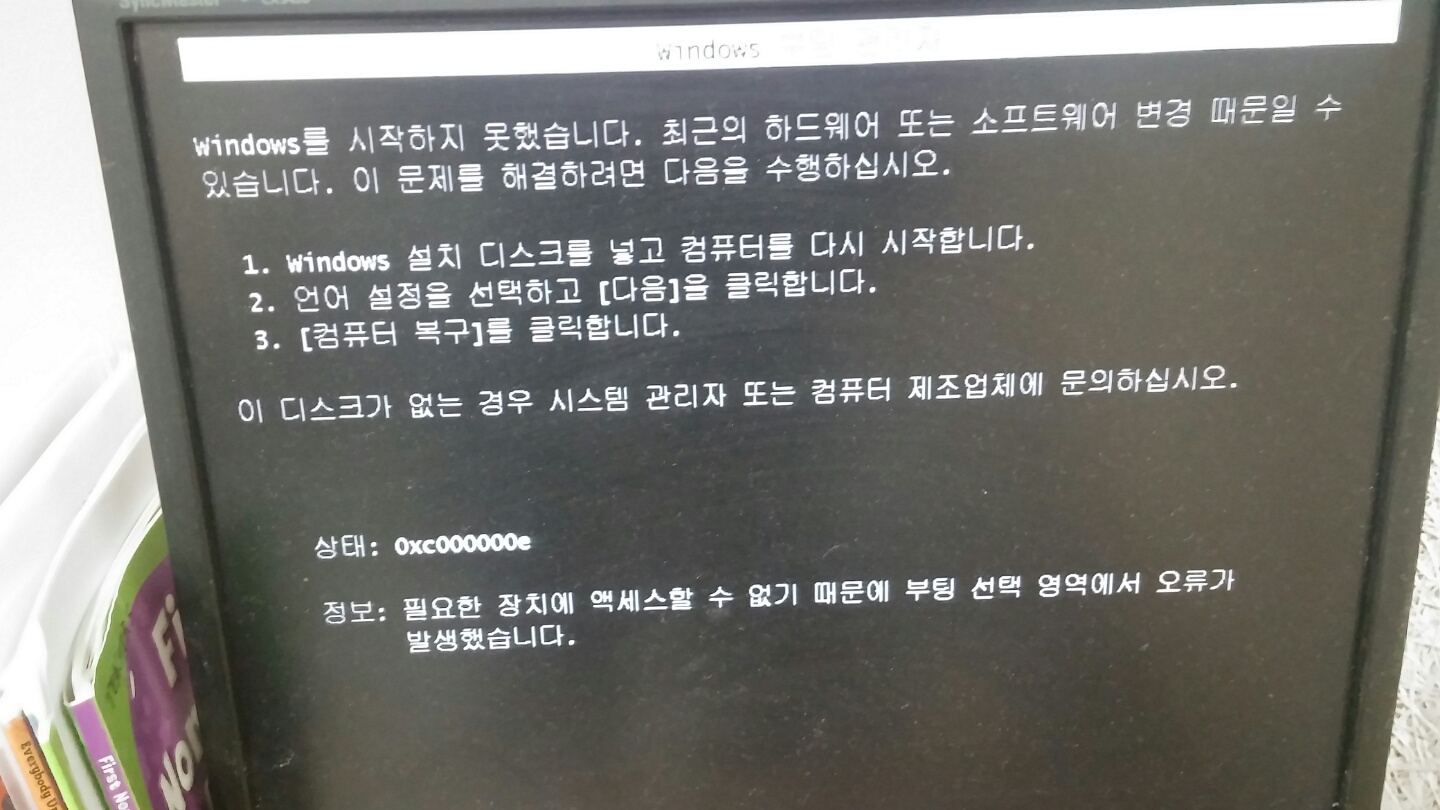 SyncMaster
Windows 부팅 관리자
Windows를 시작하지 못했습니다. 최근의 하드웨어 또는 소프트웨어 변경 때문일 수
있습니다. 이 문제를 해결하려면 다음을 수행하십시오.
1. Windows 설치 디스크를 넣고 컴퓨터를 다시 시작합니다.
2. 언어 설정을 선택하고 [다음]을 클릭합니다.
3. [컴퓨터 복구]를 클릭합니다.
이 디스크가 없는 경우 시스템 관리자 또는 컴퓨터 제조업체에 문의하십시오.
상태: 0xc000000e
정보: 필요한 장치에 액세스할 수 없기 때문에 부팅 선택 영역에서 오류가
발생했습니다.
Everybody
First